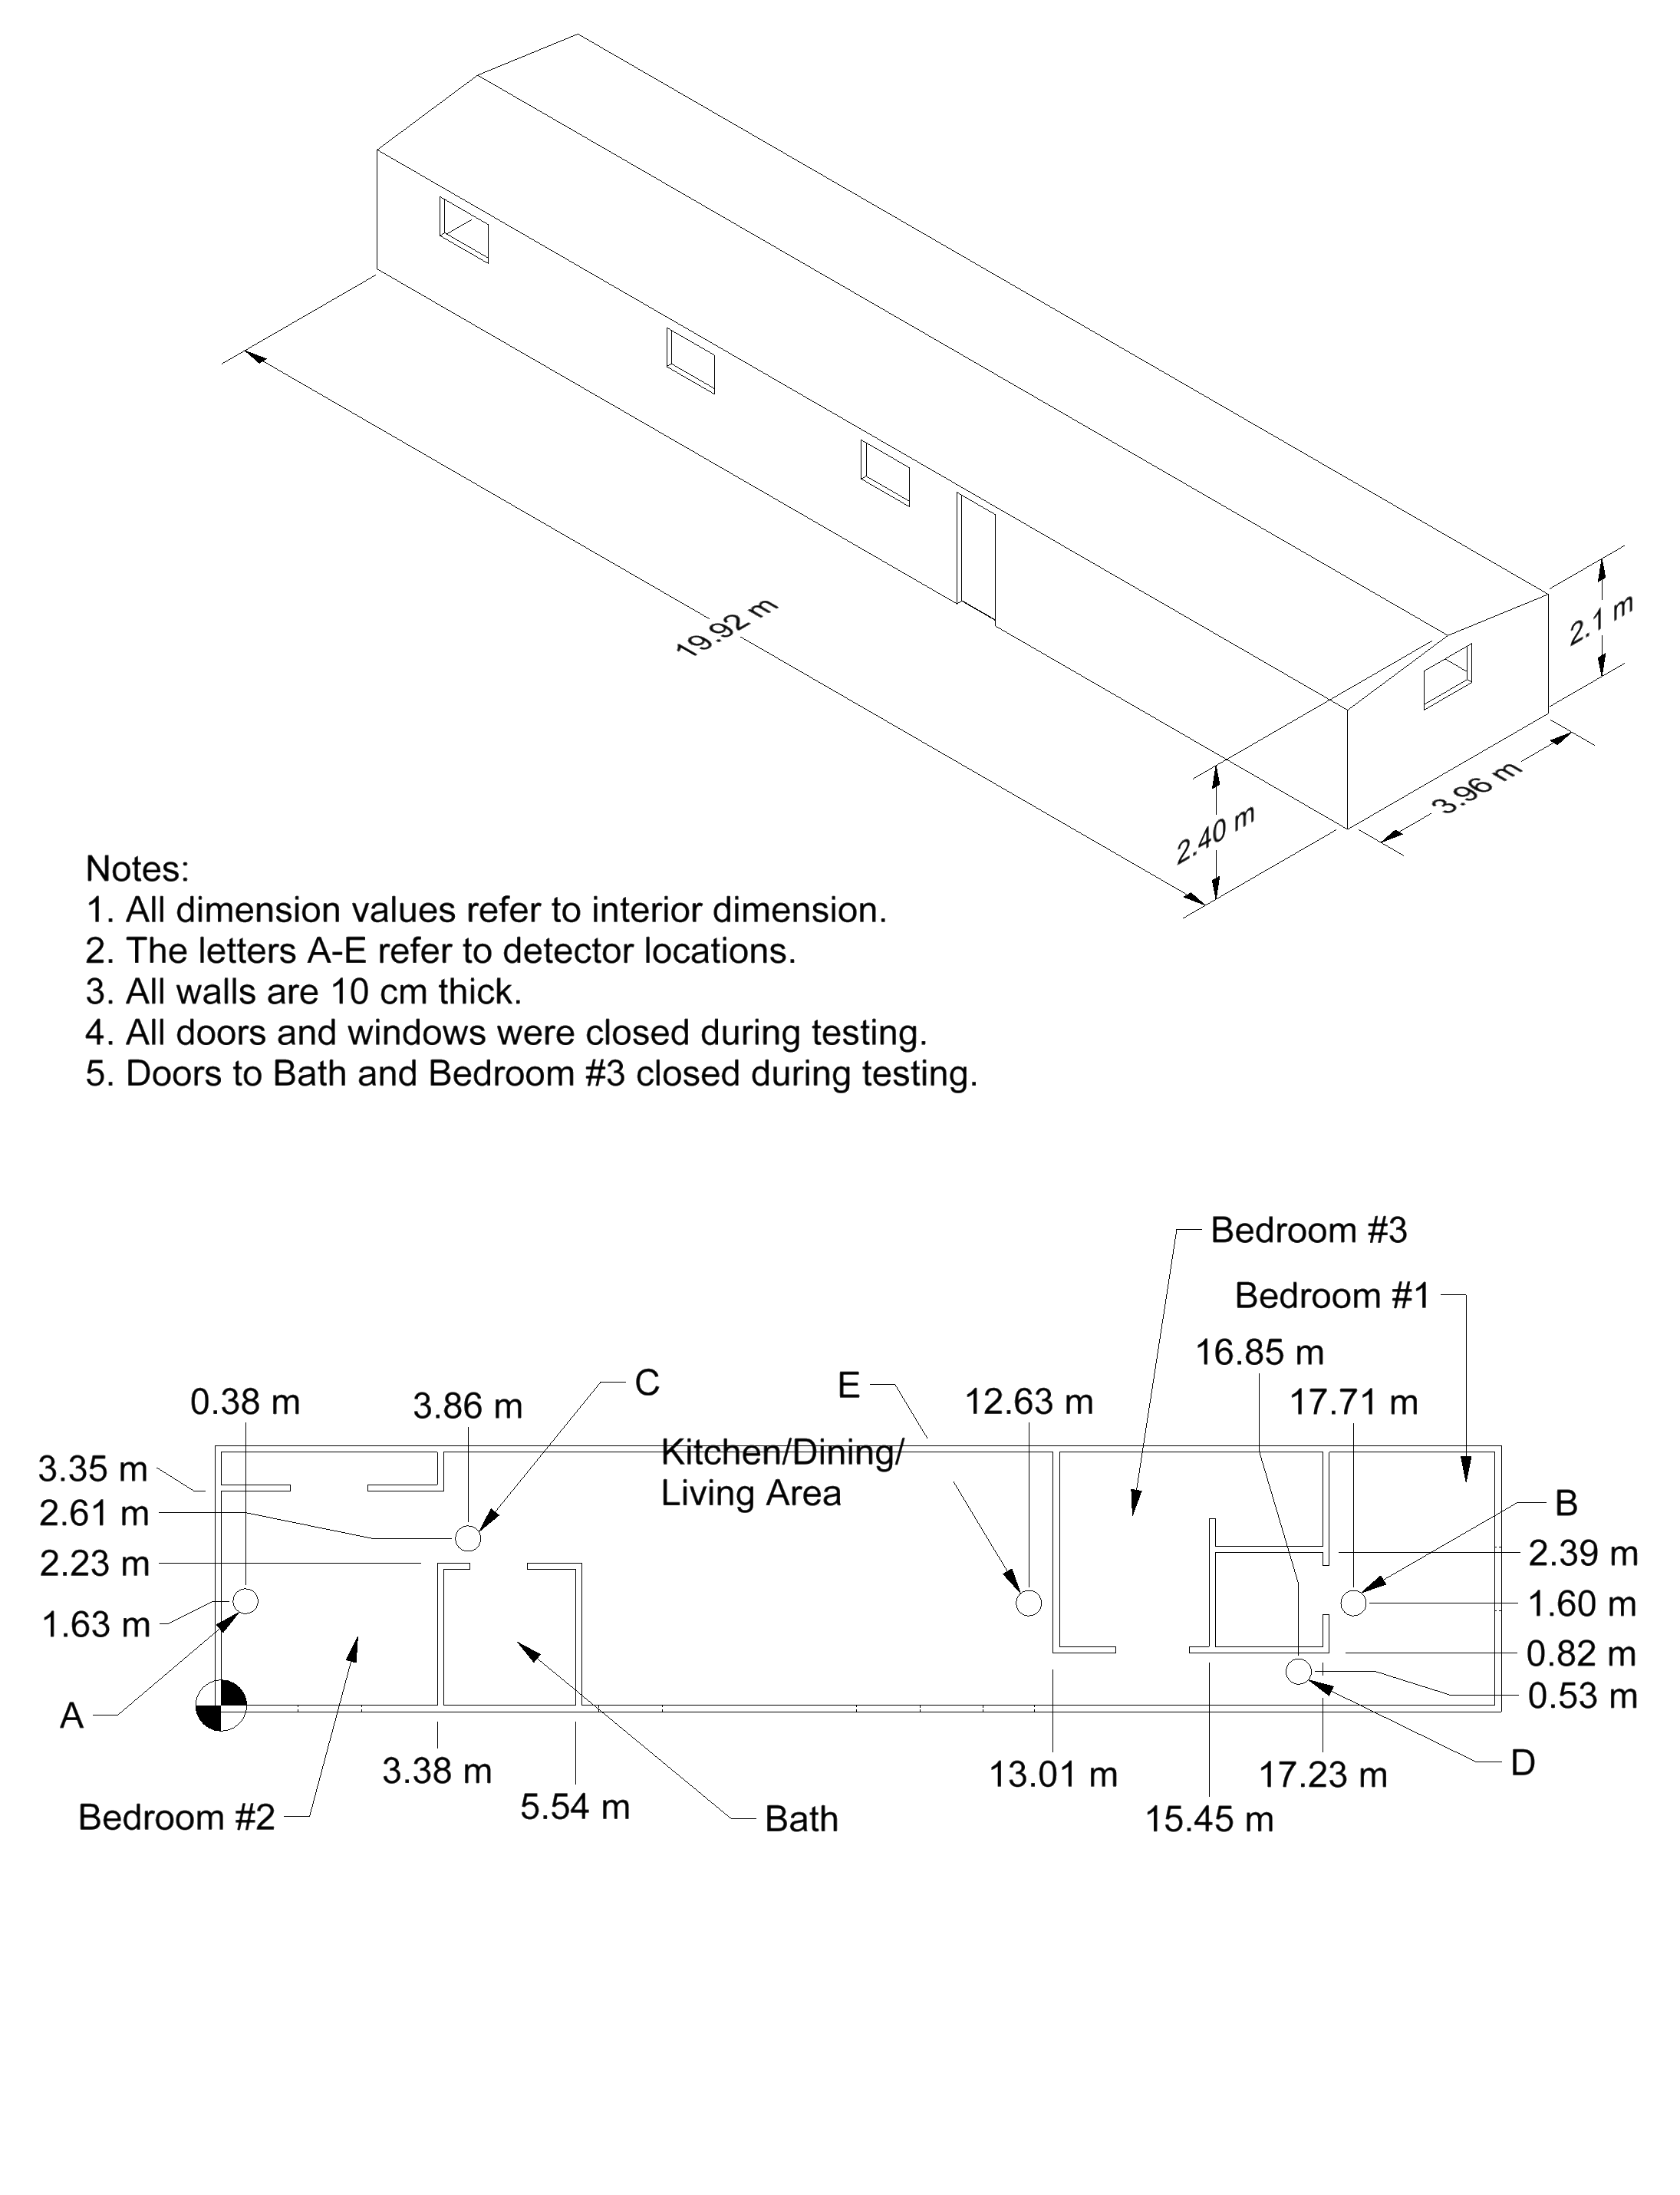 2.1 m
19.92 m
3.96 m
2.40 m
Notes:
1. All dimension values refer to interior dimension.
2. The letters A-E refer to detector locations.
3. All walls are 10 cm thick.
4. All doors and windows were closed during testing.
5. Doors to Bath and Bedroom #3 closed during testing.
Bedroom #3
Bedroom #1
16.85 m
C
E
0.38 m
3.86 m
12.63 m
17.71 m
Kitchen/Dining/
Living Area
3.35 m
2.61 m
B
2.23 m
2.39 m
1.63 m
1.60 m
0.82 m
0.53 m
A
D
3.38 m
13.01 m
17.23 m
5.54 m
Bedroom #2
Bath
15.45 m